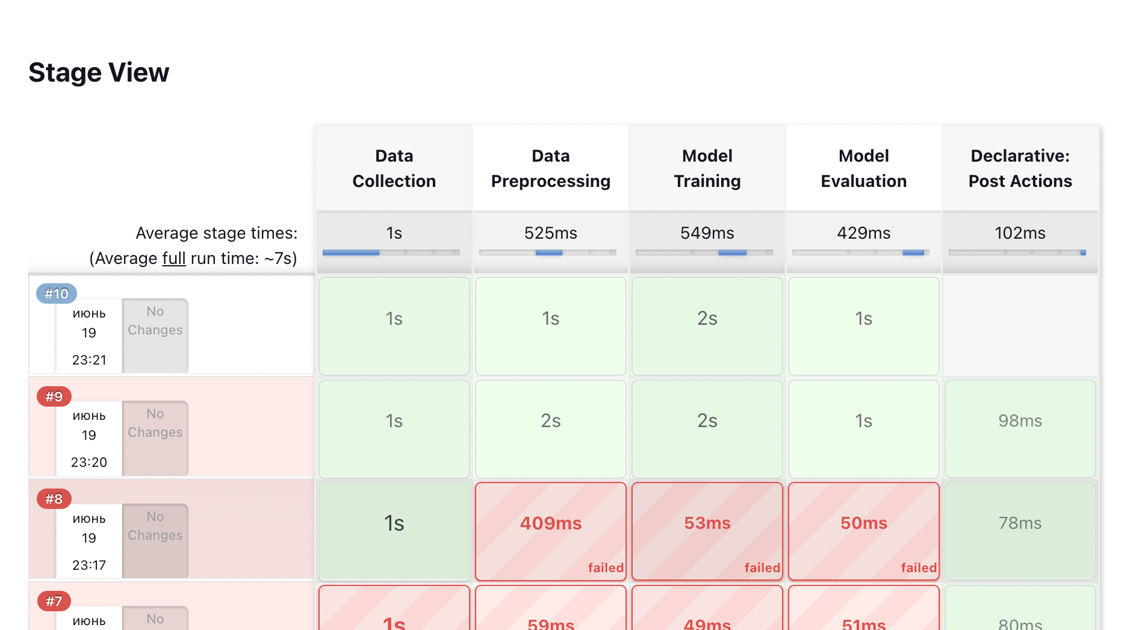 Stage View
Data Collection
Data Preprocessing
Model Training
Model Evaluation
Declarative: Post Actions
Average stage times:
(Average full run time: ~7s)
1s
525ms
549ms
429ms
102ms
#10
июнь
19
23:21
No
Changes
1s
1s
2s
1s
#9
июнь
19
23:20
No
Changes
1s
2s
2s
1s
98ms
#8
июнь
19
23:17
No
Changes
1s
409ms
failed
53ms
failed
50ms
failed
78ms
#7
июнь
No
1s
59ms
49ms
51ms
80ms